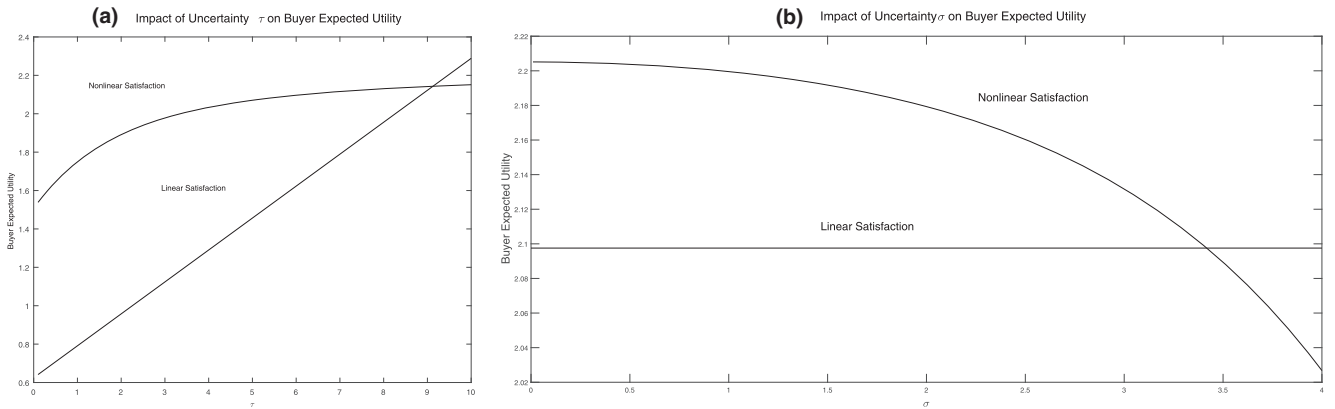 (a) Impact of Uncertainty τ on Buyer Expected Utility
2.4
2.2
2
1.8
1.6
1.4
1.2
1
0.8
0.6
Buyer Expected Utility
Nonlinear Satisfaction
Linear Satisfaction
0 1 2 3 4 5 6 7 8 9 10
τ
(b) Impact of Uncertainty σ on Buyer Expected Utility
2.22
2.2
2.18
2.16
2.14
2.12
2.1
2.08
2.06
2.04
2.02
Buyer Expected Utility
Nonlinear Satisfaction
Linear Satisfaction
0 0.5 1 1.5 2 2.5 3 3.5 4
σ